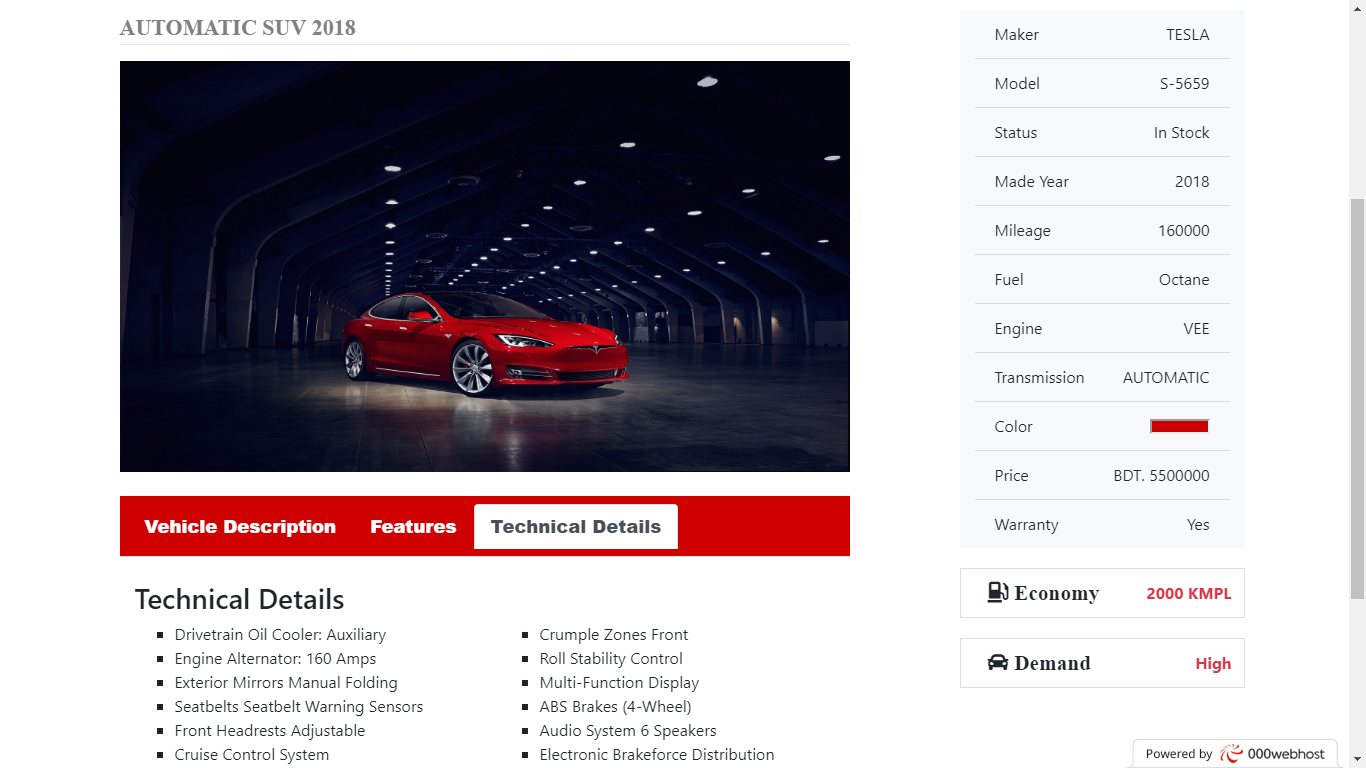 AUTOMATIC SUV 2018
Vehicle Description Features Technical Details
Technical Details
Drivetrain Oil Cooler: Auxiliary
Engine Alternator: 160 Amps
Exterior Mirrors Manual Folding
Seatbelts Seatbelt Warning Sensors
Front Headrests Adjustable
Cruise Control System
Crumple Zones Front
Roll Stability Control
Multi-Function Display
ABS Brakes (4-Wheel)
Audio System 6 Speakers
Electronic Brakeforce Distribution
Maker TESLA
Model S-5659
Status In Stock
Made Year 2018
Mileage 160000
Fuel Octane
Engine VEE
Transmission AUTOMATIC
Color
Price BDT. 5500000
Warranty Yes
Economy 2000 KMPL
Demand High
Powered by 000webhost